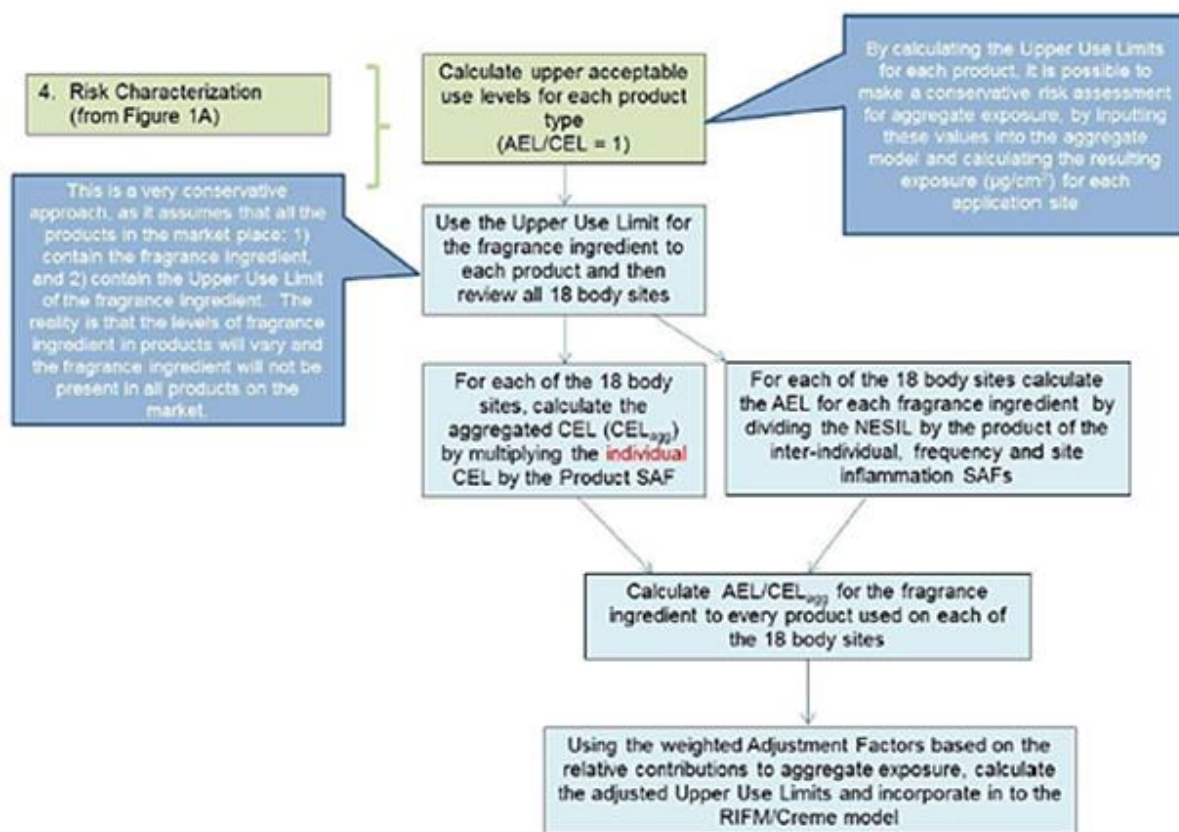 4. Risk Characterization
(from Figure 1A)
Calculate upper acceptable
use levels for each product
type
(AEL/CEL = 1)
By calculating the Upper Use Limits
for each product, it is possible to
make a conservative risk assessment
for aggregate exposure, by inputting
these values into the aggregate
model and calculating the resulting
exposure (µg/cm²) for each
application site
This is a very conservative
approach, as it assumes that all the
products in the market place: 1)
contain the fragrance ingredient,
and 2) contain the Upper Use Limit
of the fragrance ingredient. The
reality is that the levels of fragrance
ingredient in products will vary and
the fragrance ingredient will not be
present in all products on the
market.
Use the Upper Use Limit for
the fragrance ingredient to
each product and then
review all 18 body sites
For each of the 18 body
sites, calculate the
aggregated CEL (CELagg)
by multiplying the individual
CEL by the Product SAF
For each of the 18 body sites calculate
the AEL for each fragrance ingredient by
dividing the NESIL by the product of the
inter-individual, frequency and site
inflammation SAFs
Calculate AEL/CELagg for the fragrance
ingredient to every product used on each of
the 18 body sites
Using the weighted Adjustment Factors based on the
relative contributions to aggregate exposure, calculate
the adjusted Upper Use Limits and incorporate in to the
RIFM/Creme model